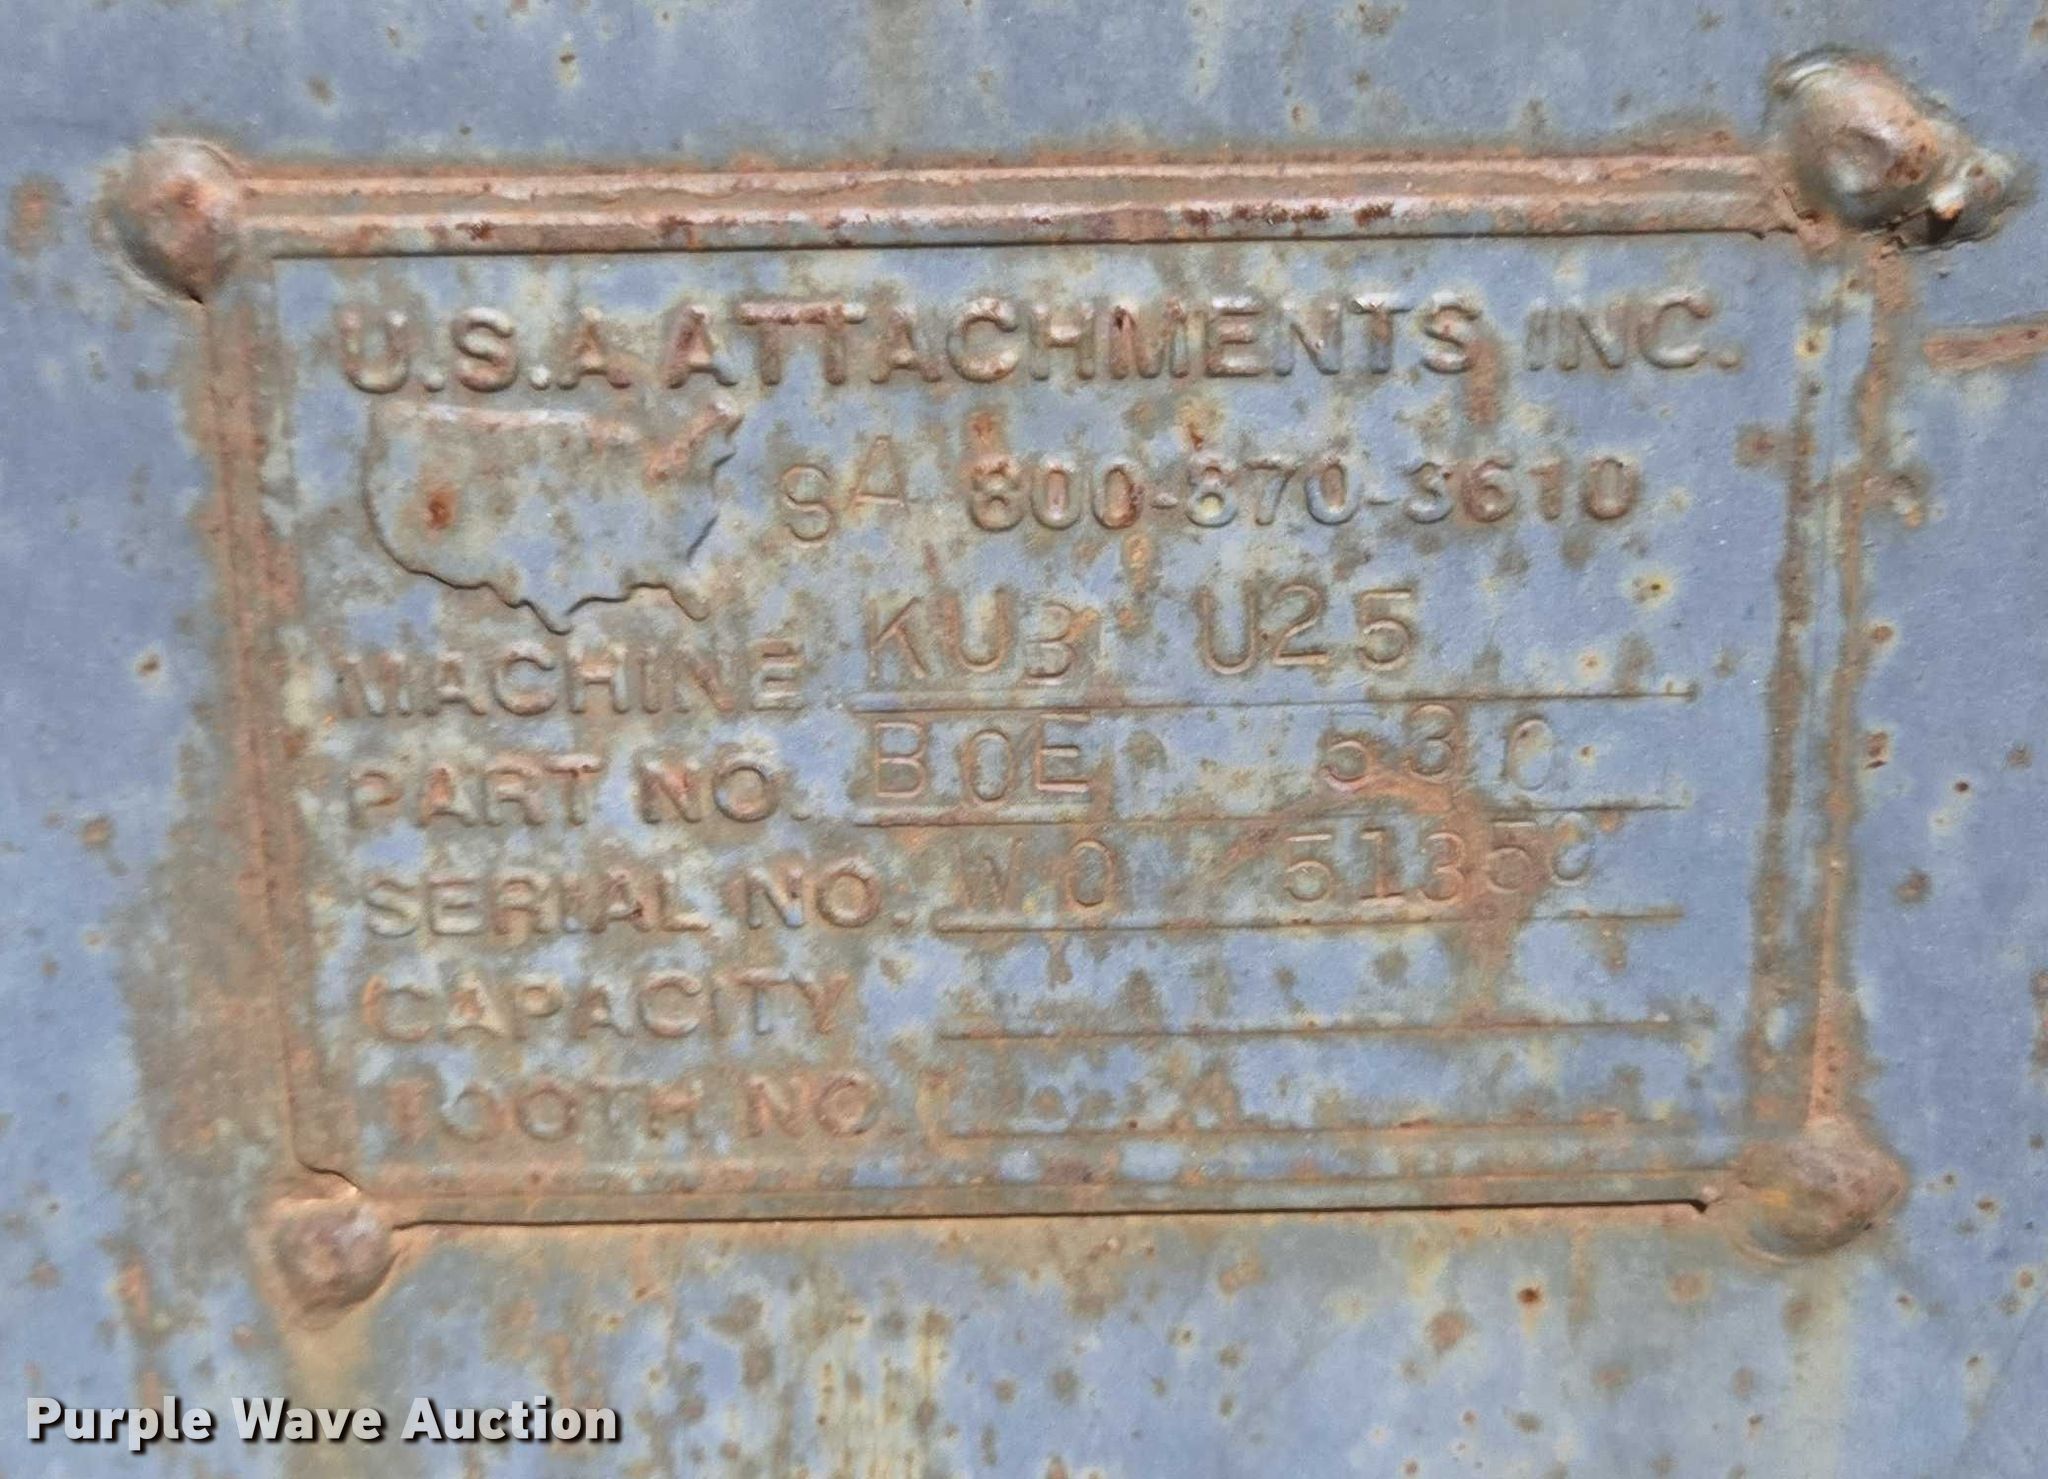 U.S.A ATTACHMENTS INC.
SA 800-870-3610
MACHINE KUB U25
PART NO. BOE 530
SERIAL NO. WO 51350
CAPACITY
TOOTH NO.
Purple Wave Auction